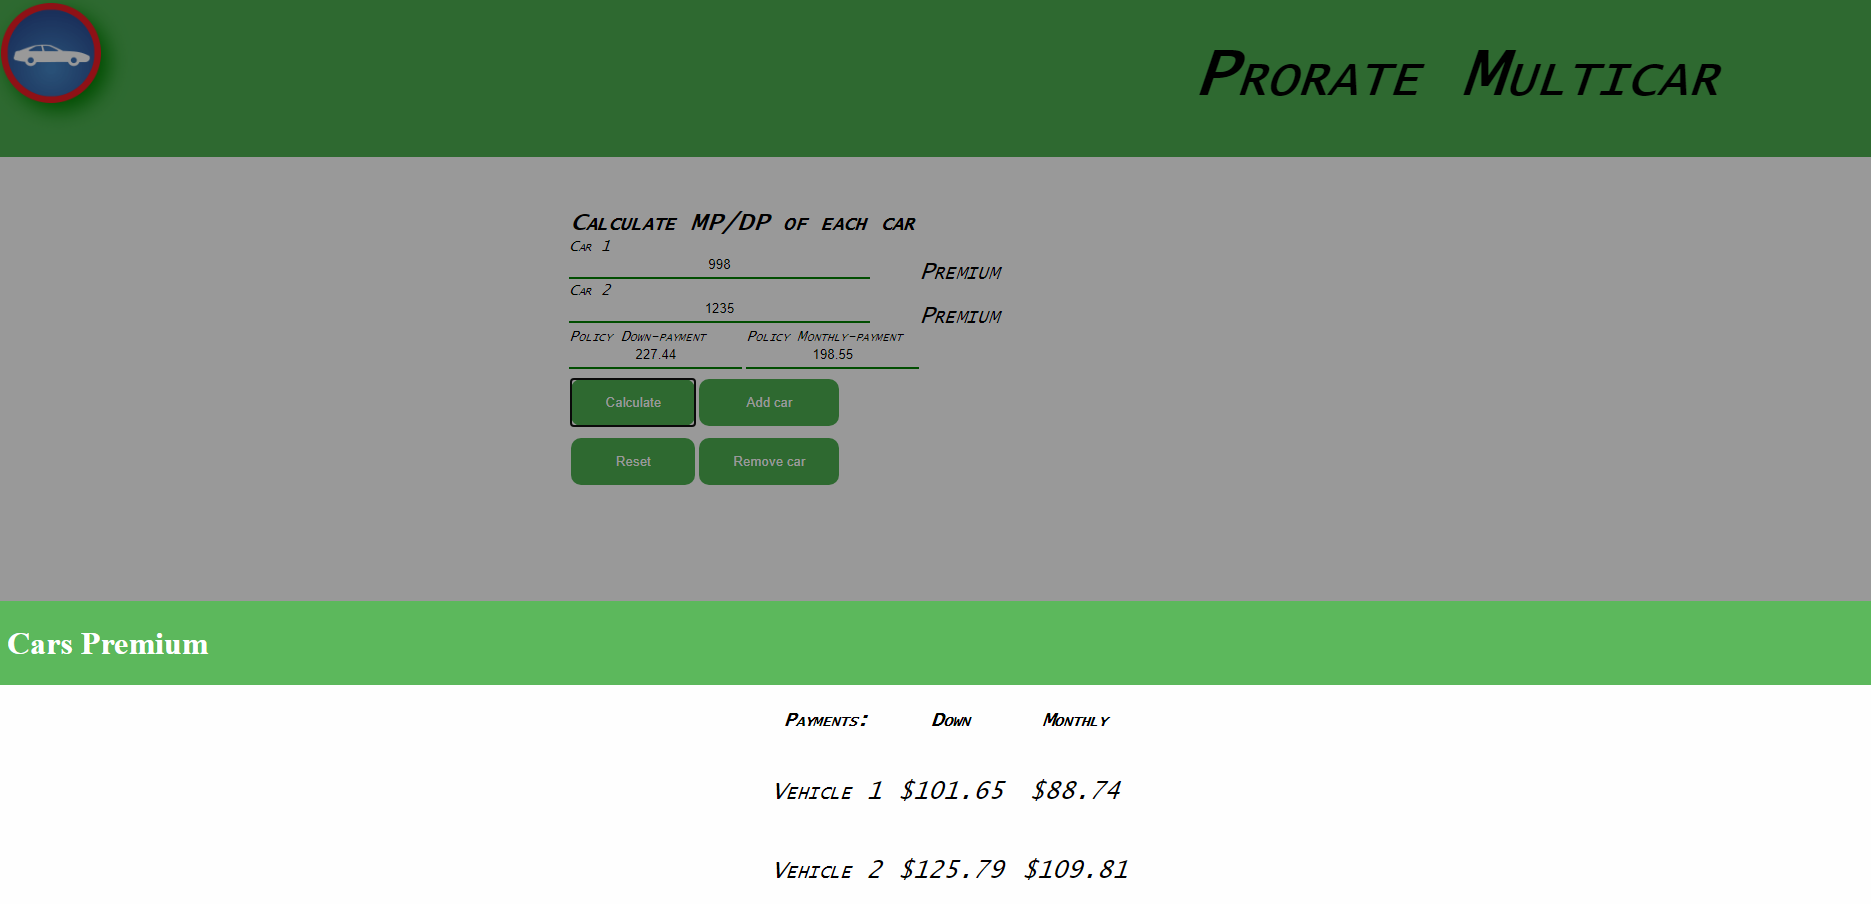 Prorate Multicar
Calculate MP/DP of each car
Car 1
998
Premium
Car 2
1235
Premium
Policy Down-payment Policy Monthly-payment
227.44 198.55
Calculate Add car
Reset Remove car
Cars Premium
Payments: Down Monthly
Vehicle 1 $101.65 $88.74
Vehicle 2 $125.79 $109.81